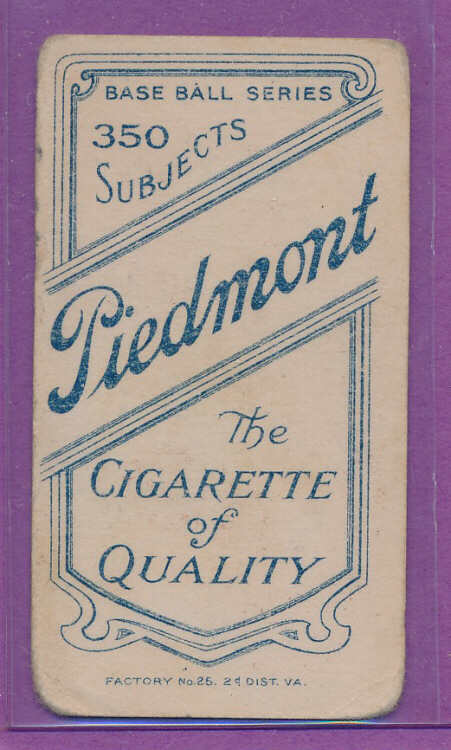 BASE BALL SERIES
350
SUBJECTS
Piedmont
The
CIGARETTE
of
QUALITY
FACTORY No. 25. 2d DIST. VA.